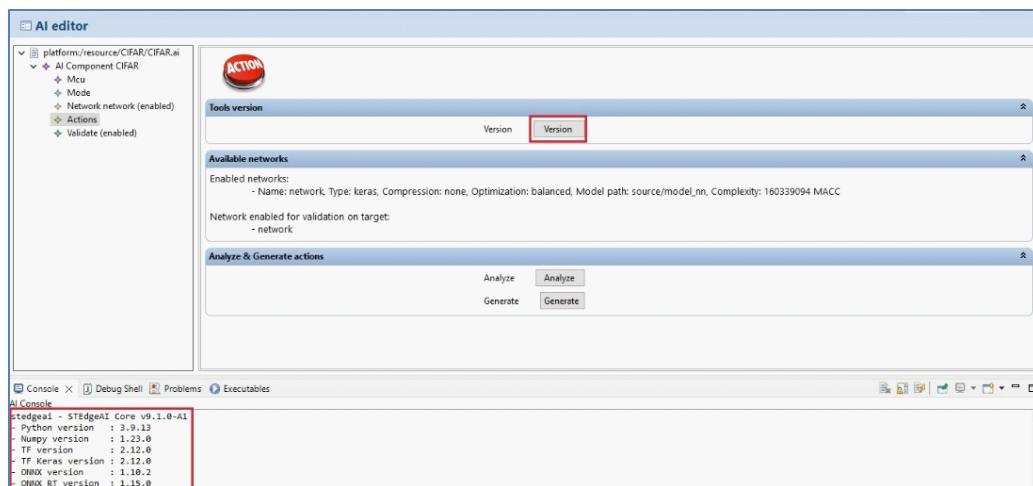 AI editor
platform:/resource/CIFAR/CIFAR.ai
AI Component CIFAR
Mcu
Mode
Network network (enabled)
Actions
Validate (enabled)
ACTION
Tools version
Version Version
Available networks
Enabled networks:
- Name: network, Type: keras, Compression: none, Optimization: balanced, Model path: source/model_nn, Complexity: 160339094 MACC
Network enabled for validation on target:
- network
Analyze & Generate actions
Analyze Analyze
Generate Generate
Console Debug Shell Problems Executables
AI Console
stedgeai - STEdgeAI Core v9.1.0-A1
- Python version : 3.9.13
- Numpy version : 1.23.0
- TF version : 2.12.0
- TF Keras version : 2.12.0
- ONNX version : 1.10.2
- ONNX RT version : 1.15.0